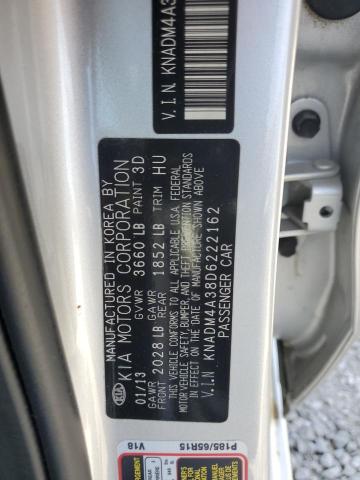 V.I.N. KNADM4A3
MANUFACTURED IN KOREA BY
KIA KIA MOTORS CORPORATION
01/13 GVWR 3660 LB PAINT 3D
GAWR FRONT 2028 LB GAWR REAR 1852 LB TRIM HU
THIS VEHICLE CONFORMS TO ALL APPLICABLE U.S.A. FEDERAL
MOTOR VEHICLE SAFETY, BUMPER, AND THEFT PREVENTION
STANDARDS IN EFFECT ON THE DATE OF MANUFACTURE SHOWN ABOVE
V.I.N. KNADM4A38D6222162
PASSENGER CAR
V18
P185/65R15